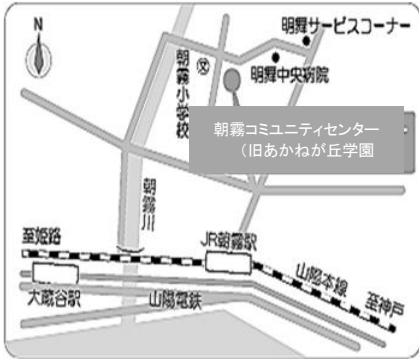 N
明舞サービスコーナー
明舞中央病院
朝霧小学校
文
朝霧コミュニティセンター
(旧あかねが丘学園
朝霧川
至姫路
JR朝霧駅
山陽本線
至神戸
大蔵谷駅
山陽電鉄